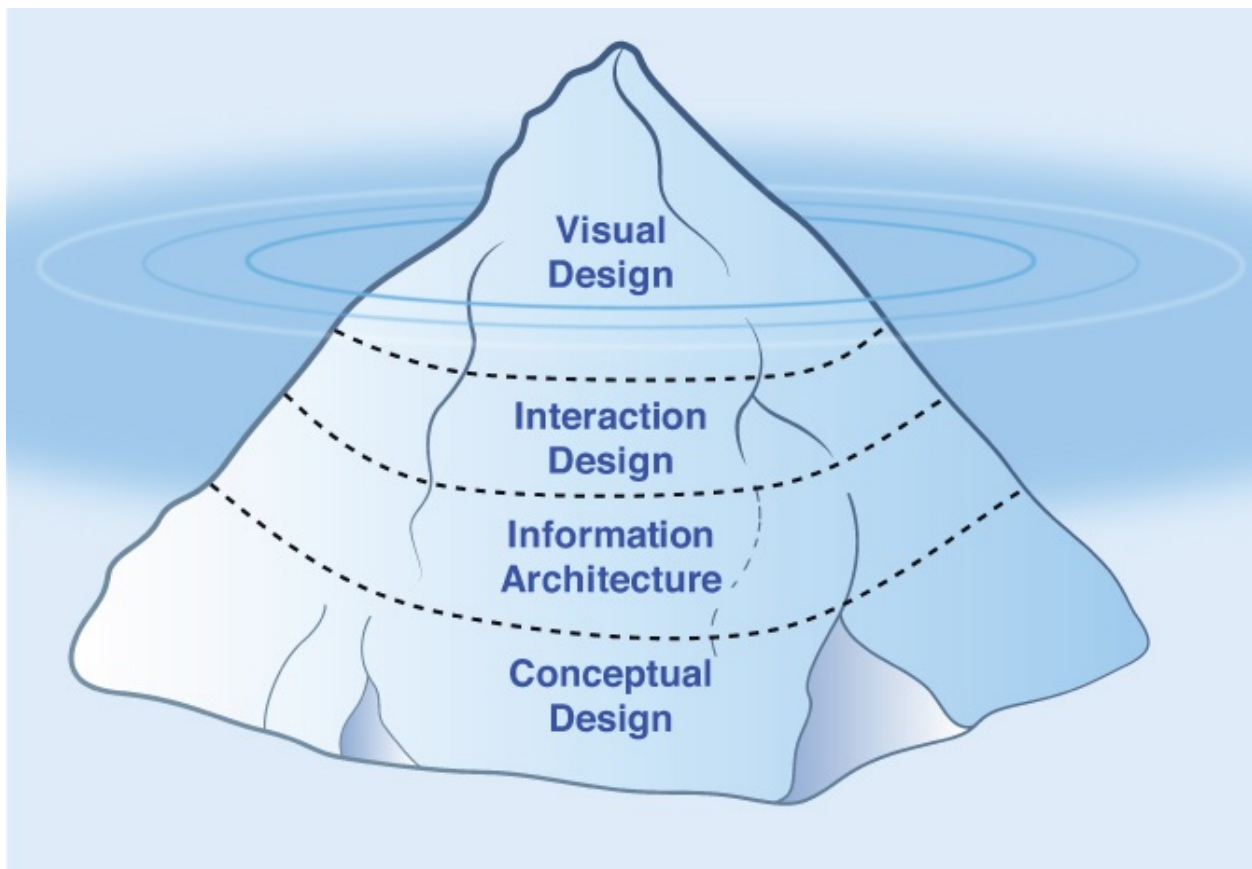 Visual
Design
Interaction
Design
Information
Architecture
Conceptual
Design